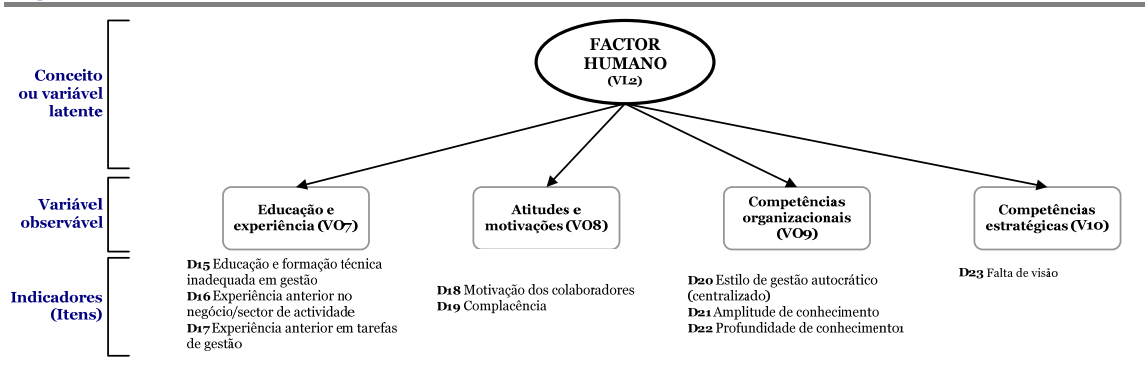 FACTOR
HUMANO
(VL2)
Conceito
ou variável
latente
Variável
observável
Educação e
experiência (VO7)
Atitudes e
motivações (VO8)
Competências
organizacionais
(VO9)
Competências
estratégicas (V10)
Indicadores
(Itens)
D15 Educação e formação técnica
inadequada em gestão
D16 Experiência anterior no
negócio/sector de actividade
D17 Experiência anterior em tarefas
de gestão
D18 Motivação dos colaboradores
D19 Complacência
D20 Estilo de gestão autocrático
(centralizado)
D21 Amplitude de conhecimento
D22 Profundidade de conhecimento1
D23 Falta de visão